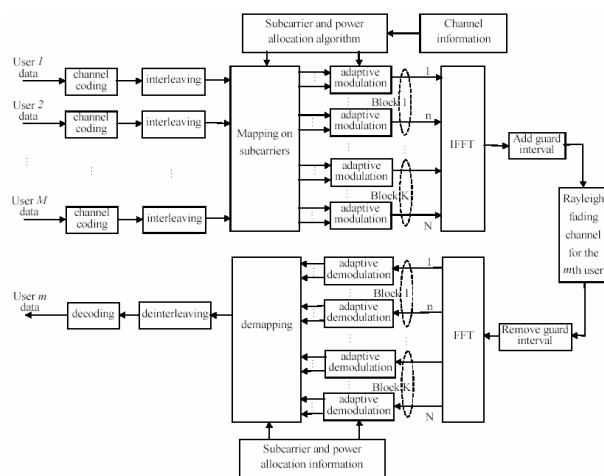 Subcarrier and power
allocation algorithm
Channel
information
User 1
data
channel
coding
interleaving
User 2
data
channel
coding
interleaving
User M
data
channel
coding
interleaving
Mapping on
subcarriers
adaptive
modulation
1
Block 1
adaptive
modulation
n
adaptive
modulation
Block K
adaptive
modulation
N
IFFT
Add guard
interval
Rayleigh
fading
channel
for the
mth user
User m
data
decoding
deinterleaving
demapping
adaptive
demodulation
1
Block 1
adaptive
demodulation
n
adaptive
demodulation
Block K
adaptive
demodulation
N
FFT
Remove guard
interval
Subcarrier and power
allocation information